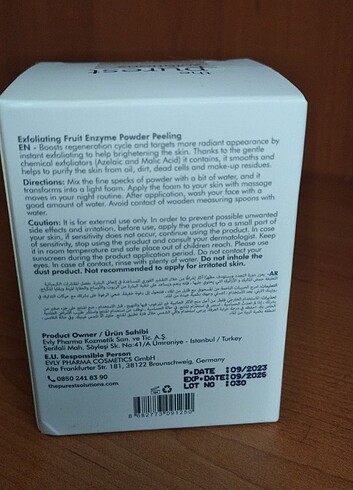 the purest
solutions
Exfoliating Fruit Enzyme Powder Peeling
EN - Boosts regeneration cycle and targets more radiant appearance by
instant exfoliating to help brightening the skin. Thanks to the gentle
chemical exfoliators (Azelaic and Malic Acid) it contains, it smooths and
helps to purify the skin from oil, dirt, dead cells and make-up residues.
Directions: Mix the fine specks of powder with a bit of water, and it
transforms into a light foam. Apply the foam to your skin with massage
moves in your night routine. After application, wash your face with a
good amount of water. Avoid contact of wooden measuring spoons with
water.
Caution: It is for external use only. In order to prevent possible unwanted
side effects and irritation, before use, apply the product to a small part of
your skin, if sensitivity does not occur, continue using the product. In case
of sensitivity, stop using the product and consult your dermatologist. Keep
it in room temperature and safe place out of children reach. Please use
sunscreen during the product application period. Do not contact your
eyes. In case of contact, rinse with plenty of water. Do not inhale the
dust product. Not recommended to apply for irritated skin.
Product Owner / Ürün Sahibi
Evly Pharma Kozmetik San. ve Tic. A.Ş.
Şerifali Mah. Söyleşi Sk. No:41/A Ümraniye - Istanbul / Turkey
E.U. Responsible Person
EVLY PHARMA COSMETICS GmbH
Alte Frankfurter Str. 181, 38122 Braunschweig, Germany
0850 241 83 90
thepurestsolutions.com
P.DATE :09/2023
EXP.DATE:09/2026
LOT NO :030
8 682773 091250